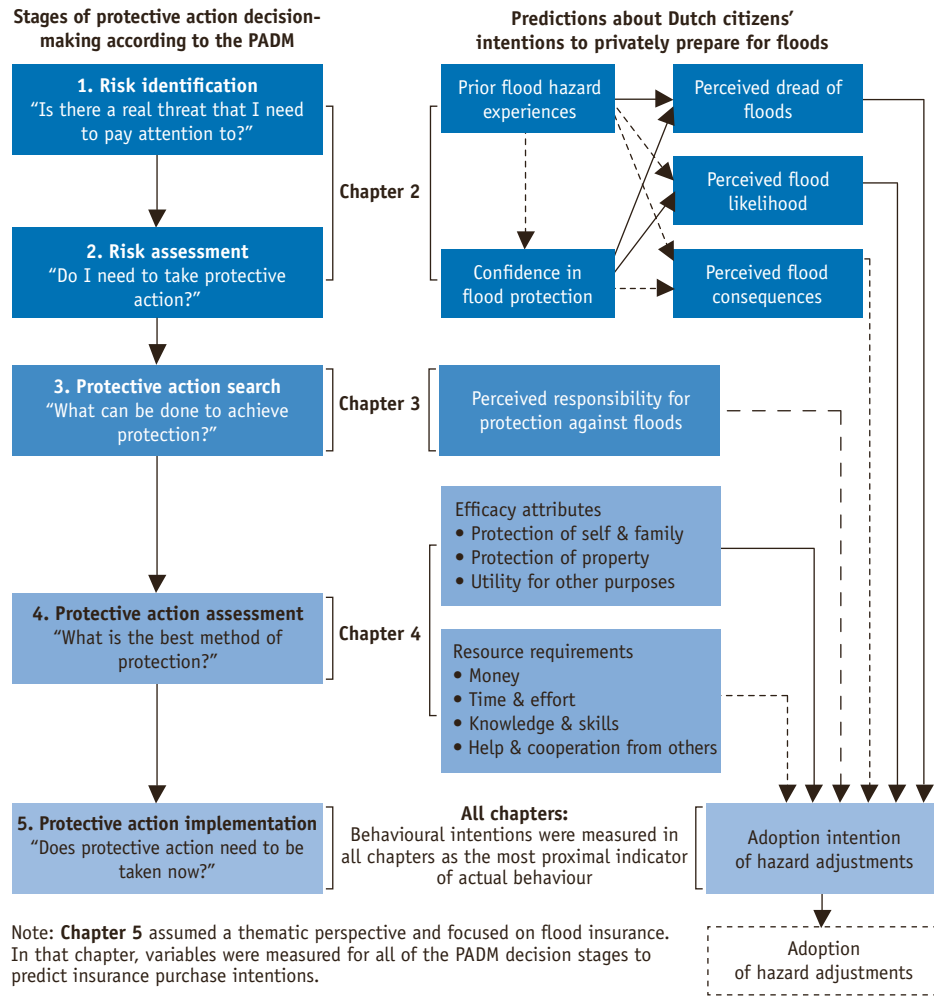 Stages of protective action decision-
making according to the PADM
Predictions about Dutch citizens’
intentions to privately prepare for floods
1. Risk identification
“Is there a real threat that I need
to pay attention to?”
2. Risk assessment
“Do I need to take protective
action?”
Chapter 2
Prior flood hazard
experiences
Perceived dread of
floods
Perceived flood
likelihood
Confidence in
flood protection
Perceived flood
consequences
3. Protective action search
“What can be done to achieve
protection?”
Chapter 3
Perceived responsibility for
protection against floods
4. Protective action assessment
“What is the best method of
protection?”
Chapter 4
Efficacy attributes
• Protection of self & family
• Protection of property
• Utility for other purposes
Resource requirements
• Money
• Time & effort
• Knowledge & skills
• Help & cooperation from others
5. Protective action implementation
“Does protective action need to be
taken now?”
All chapters:
Behavioural intentions were measured in
all chapters as the most proximal indicator
of actual behaviour
Adoption intention
of hazard adjustments
Adoption
of hazard adjustments
Note: Chapter 5 assumed a thematic perspective and focused on flood insurance.
In that chapter, variables were measured for all of the PADM decision stages to
predict insurance purchase intentions.